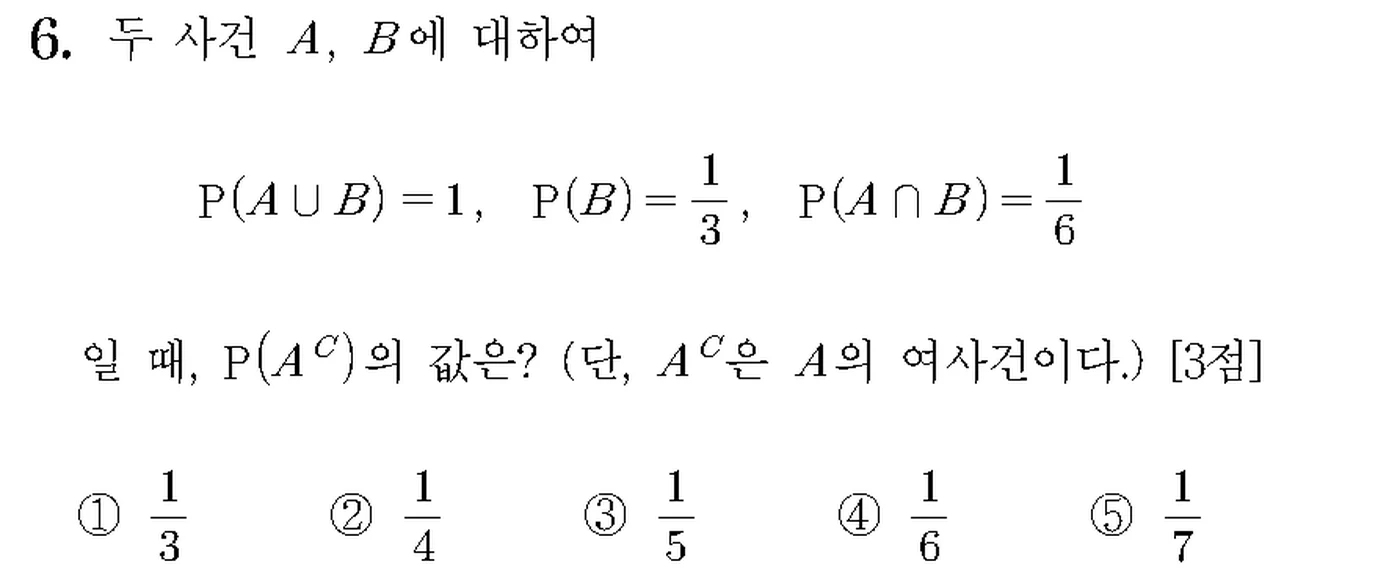 6. 두 사건 A, B에 대하여
P(A∪B)=1, P(B)=1/3, P(A∩B)=1/6
일 때, P(A^C)의 값은? (단, A^C은 A의 여사건이다.) [3점]
① 1/3 ② 1/4 ③ 1/5 ④ 1/6 ⑤ 1/7